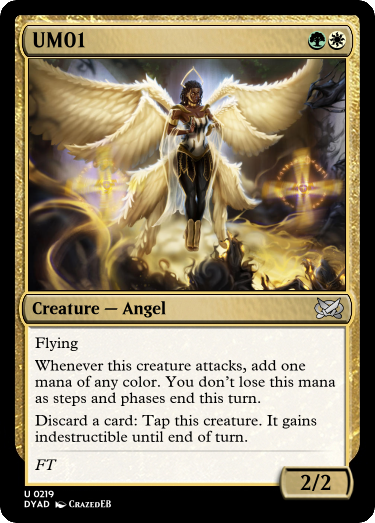 UM01
Creature — Angel
Flying
Whenever this creature attacks, add one
mana of any color. You don't lose this mana
as steps and phases end this turn.
Discard a card: Tap this creature. It gains
indestructible until end of turn.
FT
2/2
U 0219
DYAD CrazedEB